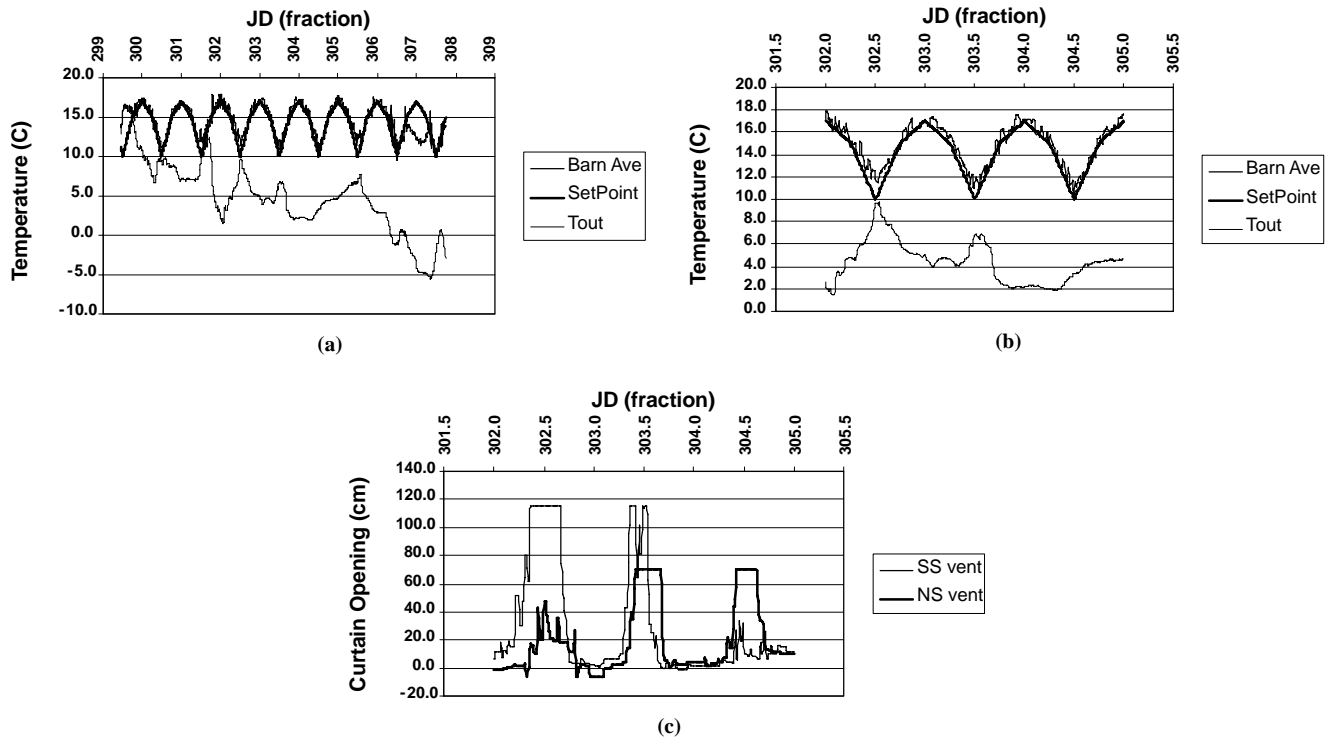 JD (fraction)
299 300 301 302 303 304 305 306 307 308 309
20.0
15.0
10.0
5.0
0.0
-5.0
-10.0
Temperature (C)
Barn Ave
SetPoint
Tout
(a)
JD (fraction)
301.5 302.0 302.5 303.0 303.5 304.0 304.5 305.0 305.5
20.0
18.0
16.0
14.0
12.0
10.0
8.0
6.0
4.0
2.0
0.0
Temperature (C)
Barn Ave
SetPoint
Tout
(b)
JD (fraction)
301.5 302.0 302.5 303.0 303.5 304.0 304.5 305.0 305.5
140.0
120.0
100.0
80.0
60.0
40.0
20.0
0.0
-20.0
Curtain Opening (cm)
SS vent
NS vent
(c)